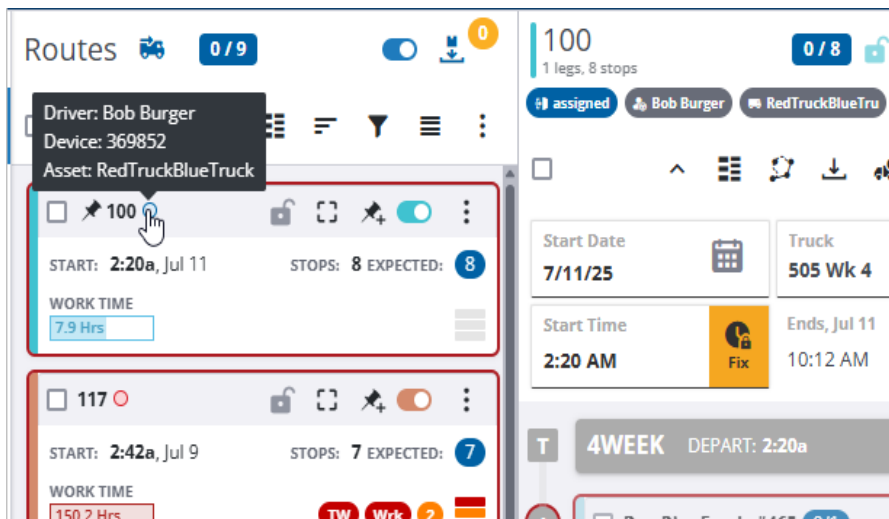 Routes 0 / 9 0
Driver: Bob Burger
Device: 369852
Asset: RedTruckBlueTruck
100
START: 2:20a, Jul 11 STOPS: 8 EXPECTED: 8
WORK TIME
7.9 Hrs
117
START: 2:42a, Jul 9 STOPS: 7 EXPECTED: 7
WORK TIME
150.2 Hrs TW Wrk 2
100 0 / 8
1 legs, 8 stops
assigned Bob Burger RedTruckBlueTru
Start Date
7/11/25
Truck
505 Wk 4
Start Time
2:20 AM
Fix
Ends, Jul 11
10:12 AM
T 4WEEK DEPART: 2:20a